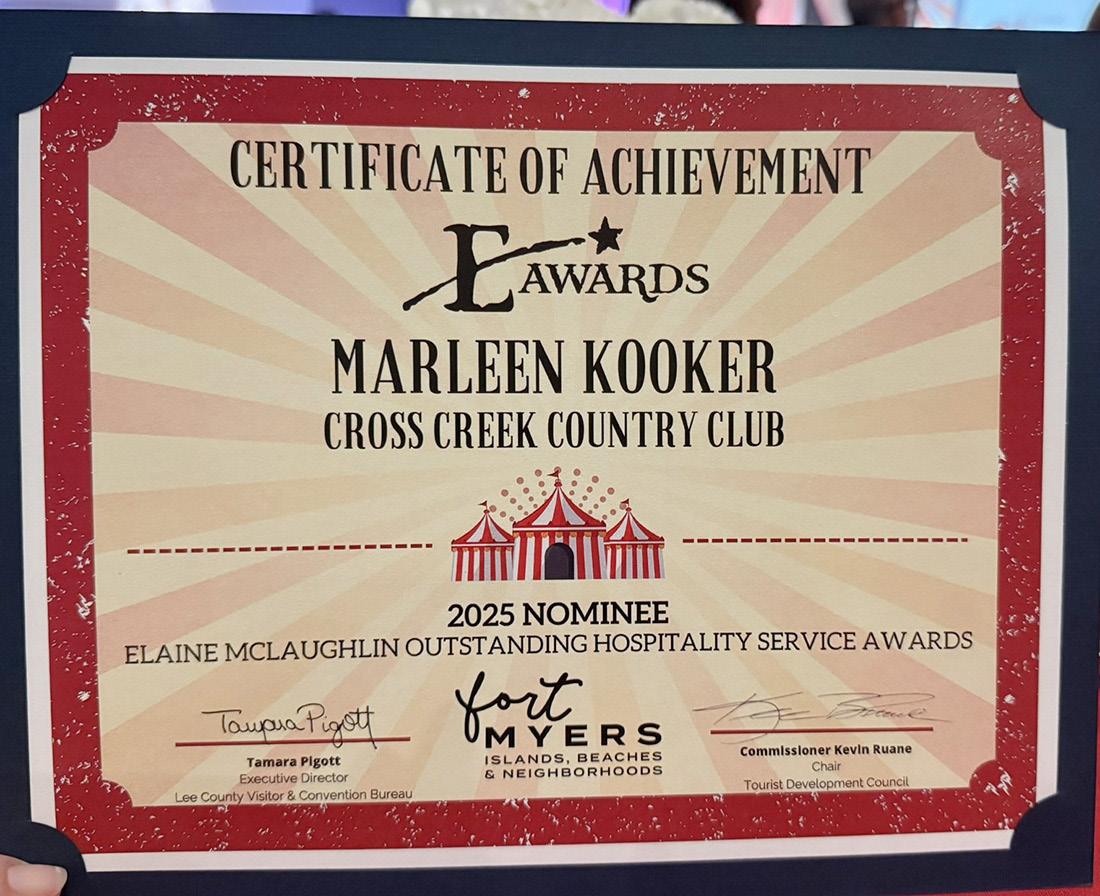 CERTIFICATE OF ACHIEVEMENT
E AWARDS
MARLEEN KOOKER
CROSS CREEK COUNTRY CLUB
2025 NOMINEE
ELAINE MCLAUGHLIN OUTSTANDING HOSPITALITY SERVICE AWARDS
Tamara Pigott
Tamara Pigott
Executive Director
Lee County Visitor & Convention Bureau
fort
MYERS
ISLANDS, BEACHES
& NEIGHBORHOODS
Commissioner Kevin Ruane
Chair
Tourist Development Council